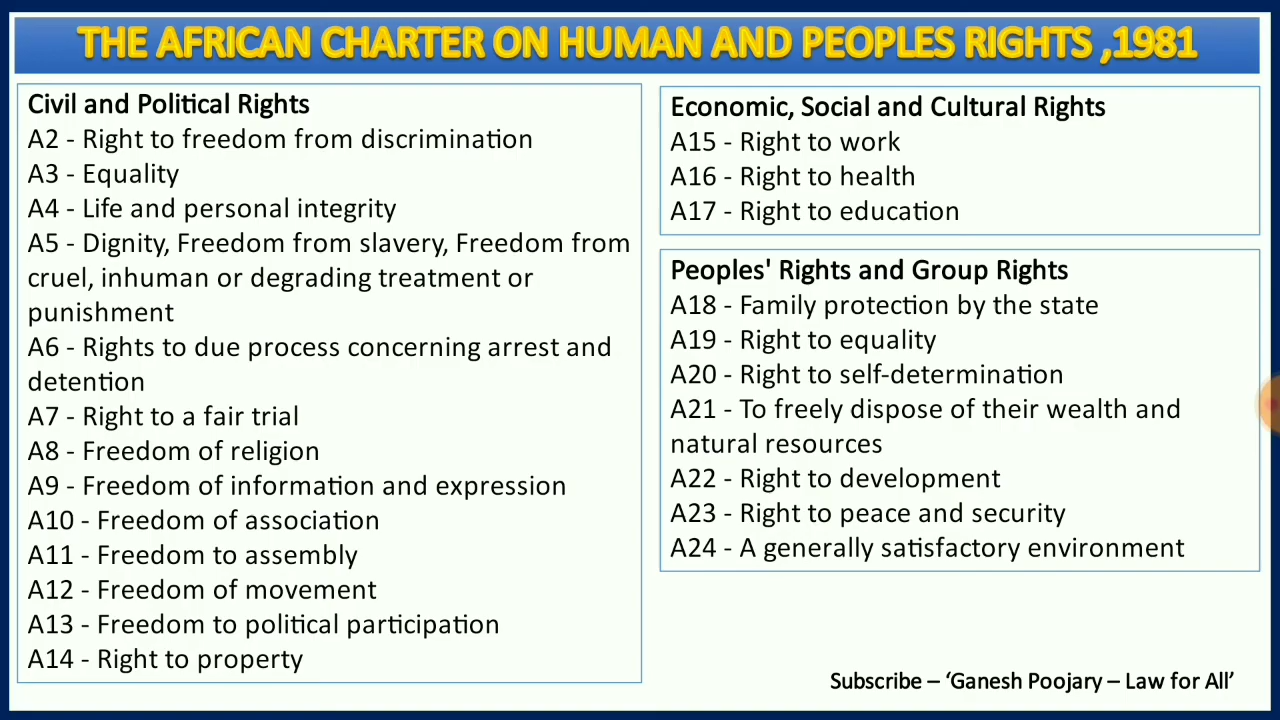 THE AFRICAN CHARTER ON HUMAN AND PEOPLES RIGHTS ,1981
Civil and Political Rights
A2 - Right to freedom from discrimination
A3 - Equality
A4 - Life and personal integrity
A5 - Dignity, Freedom from slavery, Freedom from
cruel, inhuman or degrading treatment or
punishment
A6 - Rights to due process concerning arrest and
detention
A7 - Right to a fair trial
A8 - Freedom of religion
A9 - Freedom of information and expression
A10 - Freedom of association
A11 - Freedom to assembly
A12 - Freedom of movement
A13 - Freedom to political participation
A14 - Right to property
Economic, Social and Cultural Rights
A15 - Right to work
A16 - Right to health
A17 - Right to education
Peoples' Rights and Group Rights
A18 - Family protection by the state
A19 - Right to equality
A20 - Right to self-determination
A21 - To freely dispose of their wealth and
natural resources
A22 - Right to development
A23 - Right to peace and security
A24 - A generally satisfactory environment
Subscribe – ‘Ganesh Poojary – Law for All’